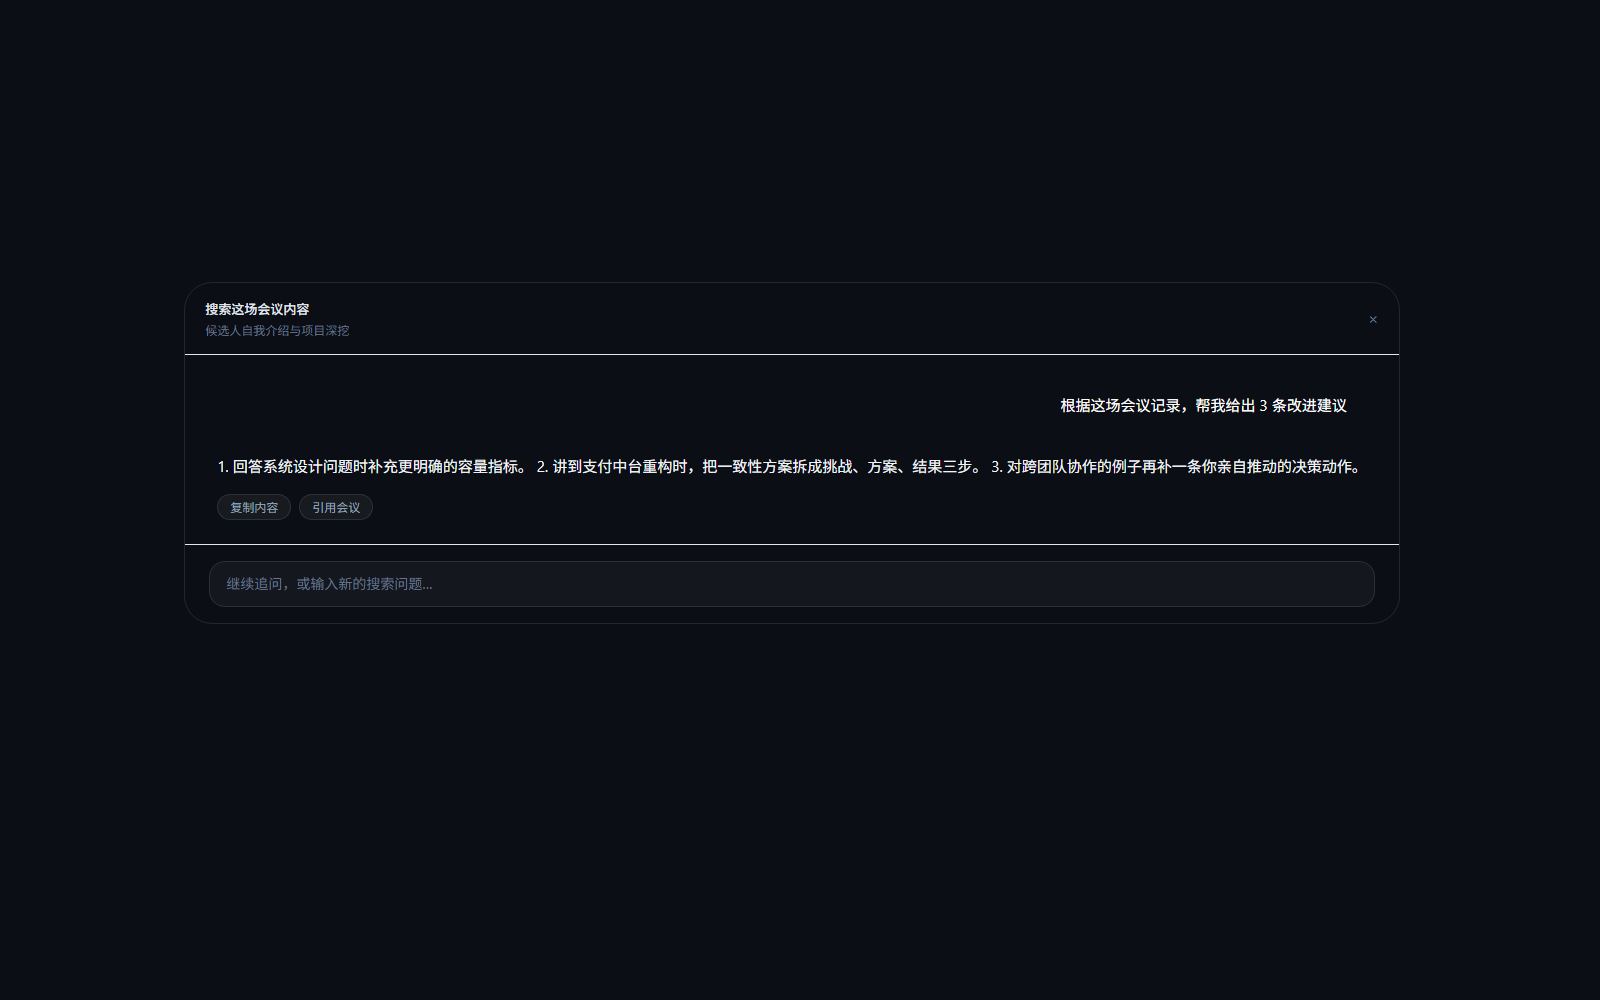 搜索这场会议内容
候选人自我介绍与项目深挖
×
根据这场会议记录，帮我给出 3 条改进建议
1. 回答系统设计问题时补充更明确的容量指标。 2. 讲到支付中台重构时，把一致性方案拆成挑战、方案、结果三步。 3. 对跨团队协作的例子再补一条你亲自推动的决策动作。
复制内容 引用会议
继续追问，或输入新的搜索问题...